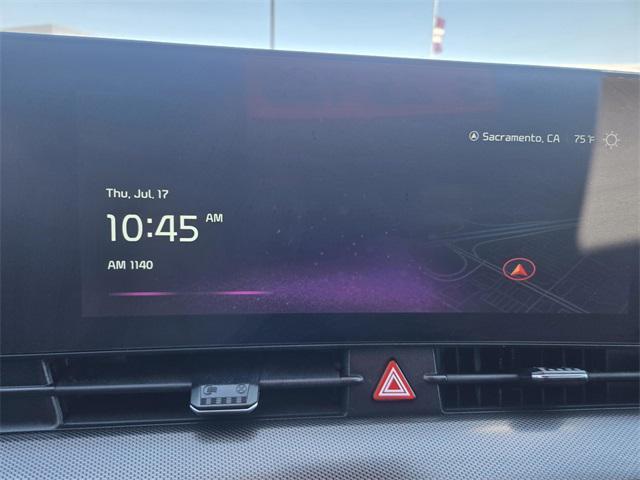 Sacramento, CA 75°F
Thu, Jul, 17
10:45 AM
AM 1140